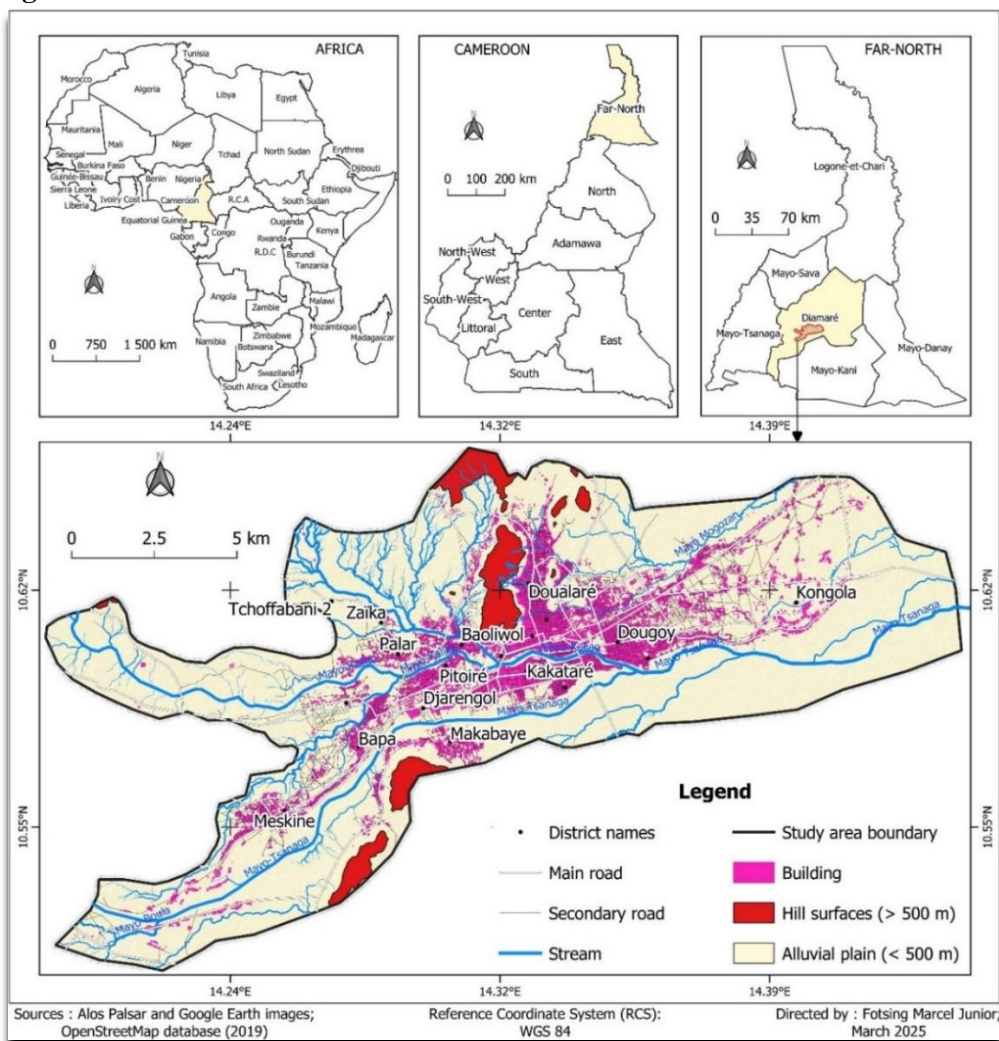 AFRICA
Tunisia
Morocco
Algeria
Libya
Egypt
Mauritania
Mali
Niger
Tchad
North Sudan
Erythrea
Senegal
Burkina Faso
Djibouti
Guinée-Bissau
Benin
Nigeria
Sierra Leone
Ivoiry Cost
Cameroon
R.C.A
South Sudan
Ethiopia
Liberia
Equatorial Guinea
Gabon
Congo
Ouganda
Kenya
Rwanda
R.D.C
Burundi
Tanzania
Angola
Malawi
Zambie
Mozambique
Zimbabwe
Madagascar
Namibia
Botswana
Swaziland
South Africa
Lesotho
N
0 750 1 500 km
CAMEROON
Far-North
N
0 100 200 km
North
Adamawa
North-West
West
South-West
Littoral
Center
East
South
FAR-NORTH
N
Logone-et-Chari
0 35 70 km
Mayo-Sava
Diamaré
Mayo-Tsanaga
Mayo-Danay
Mayo-Kani
14.24°E 14.32°E 14.39°E
N
0 2.5 5 km
10.62°N
10.62°N
Mayo Mogozan
Doualaré
Kongola
Tchoffabani 2
Zaïka
Mayo Tsanaga
Baoliwol
Dougoy
Palar
Mayo Kaliao
Pitoiré
Kakataré
Djarengol
Mayo-Tsanaga
Bapa
Makabaye
10.55°N
10.55°N
Meskine
Mayo-Tsanaga
Mayo Boula
Legend
District names
Study area boundary
Main road
Building
Secondary road
Hill surfaces (> 500 m)
Stream
Alluvial plain (< 500 m)
14.24°E 14.32°E 14.39°E
Sources : Alos Palsar and Google Earth images;
OpenStreetMap database (2019)
Reference Coordinate System (RCS):
WGS 84
Directed by : Fotsing Marcel Junior;
March 2025